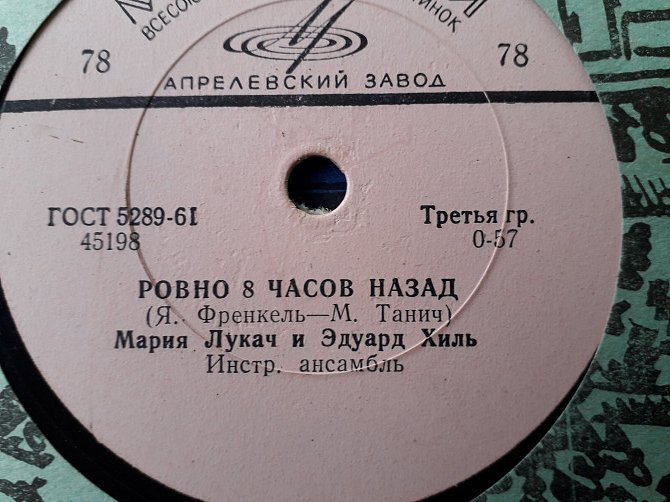 78
78
АПРЕЛЕВСКИЙ ЗАВОД
ГОСТ 5289-61
45198
Третья гр.
0-57
РОВНО 8 ЧАСОВ НАЗАД
(Я. Френкель—М. Танич)
Мария Лукач и Эдуард Хиль
Инстр. ансамбль